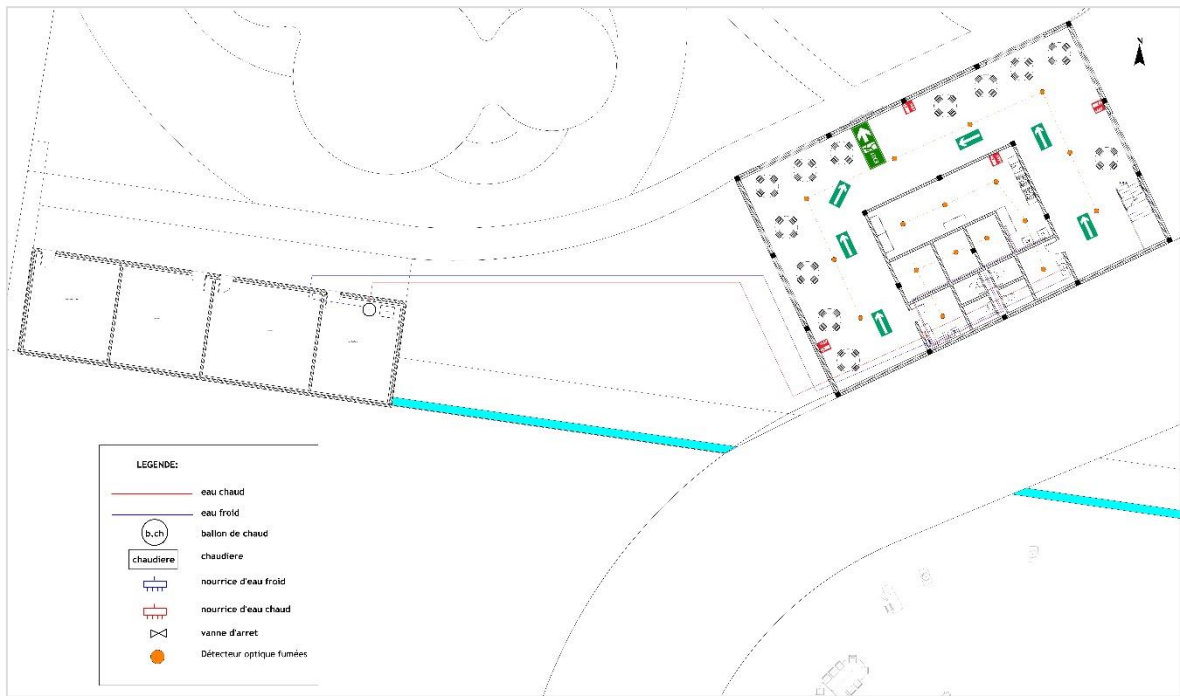 N
LEGENDE:
eau chaud
eau froid
b.ch
ballon de chaud
chaudiere
chaudiere
nourrice d'eau froid
nourrice d'eau chaud
vanne d'arret
Détecteur optique fumées